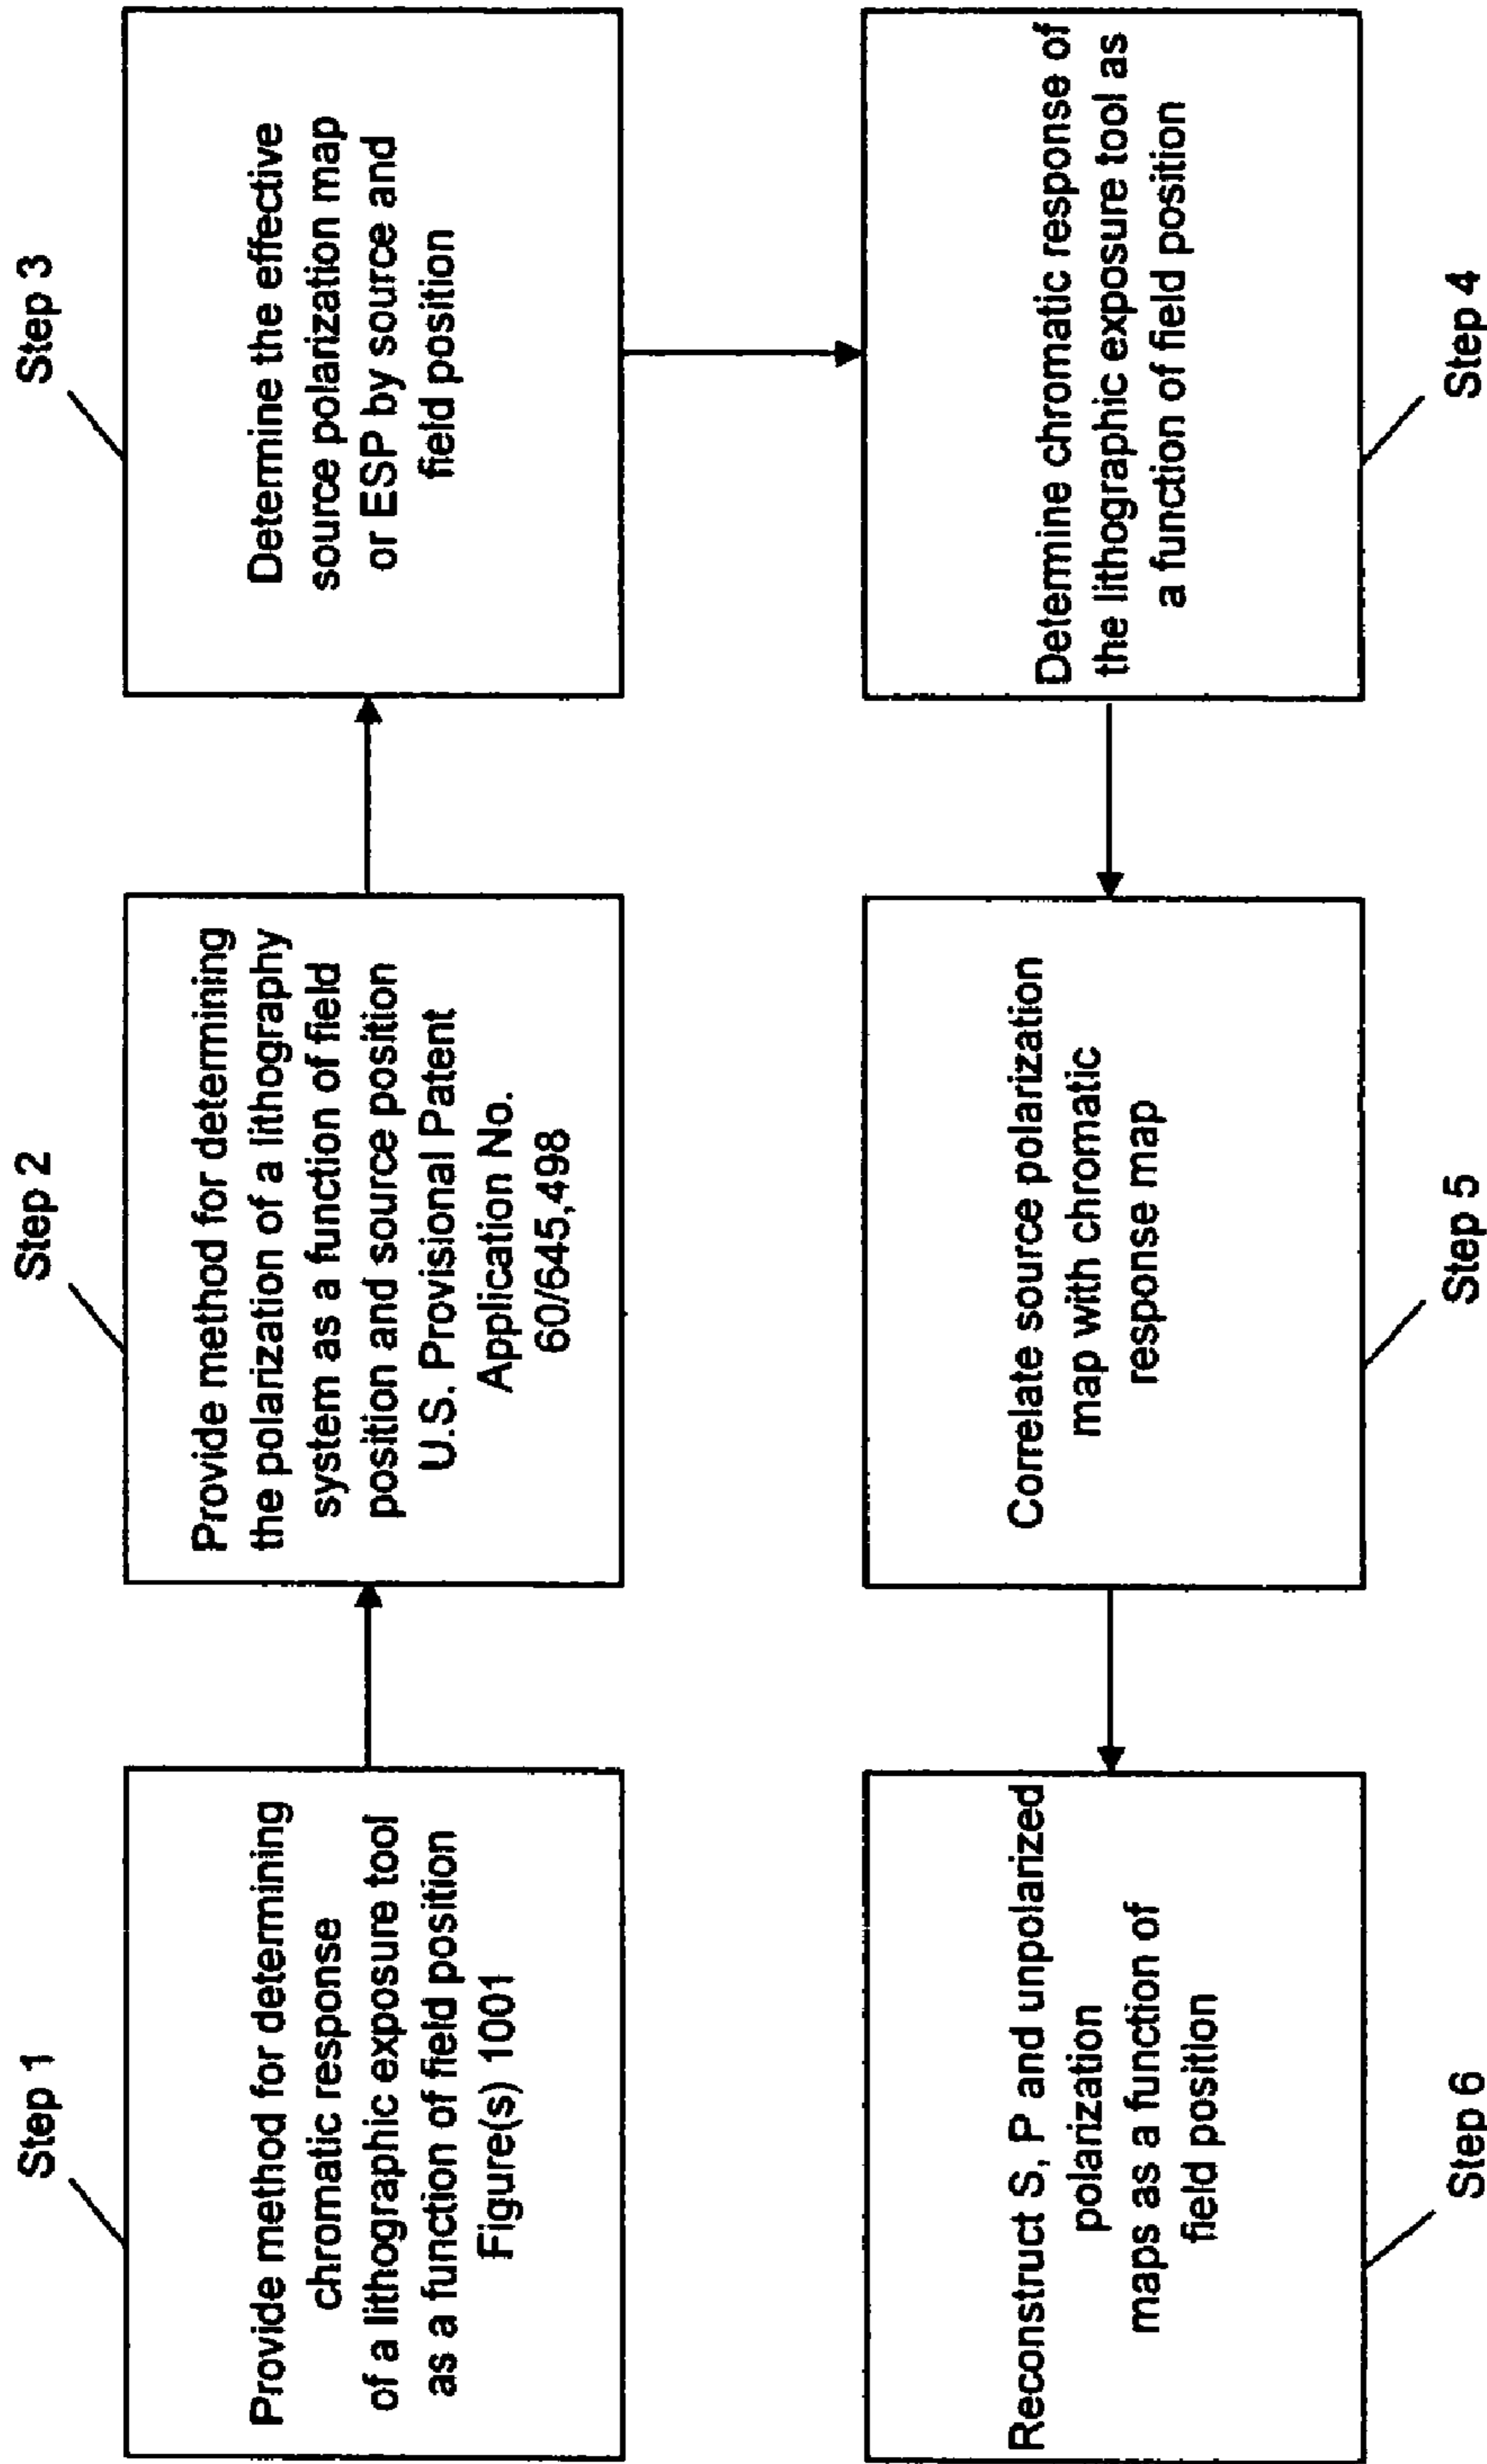 Step 1
Provide method for determining
chromatic response
of a lithographic exposure tool
as a function of field position
Figure(s) 1001
Step 2
Provide method for determining
the polarization of a lithography
system as a function of field
position and source position
U.S. Provisional Patent
Application No.
60/645,498
Step 3
Determine the effective
source polarization map
or ESP by source and
field position
Determine chromatic response of
the lithographic exposure tool as
a function of field position
Step 4
Correlate source polarization
map with chromatic
response map
Step 5
Reconstruct S, P and unpolarized
polarization
maps as a function of
field position
Step 6